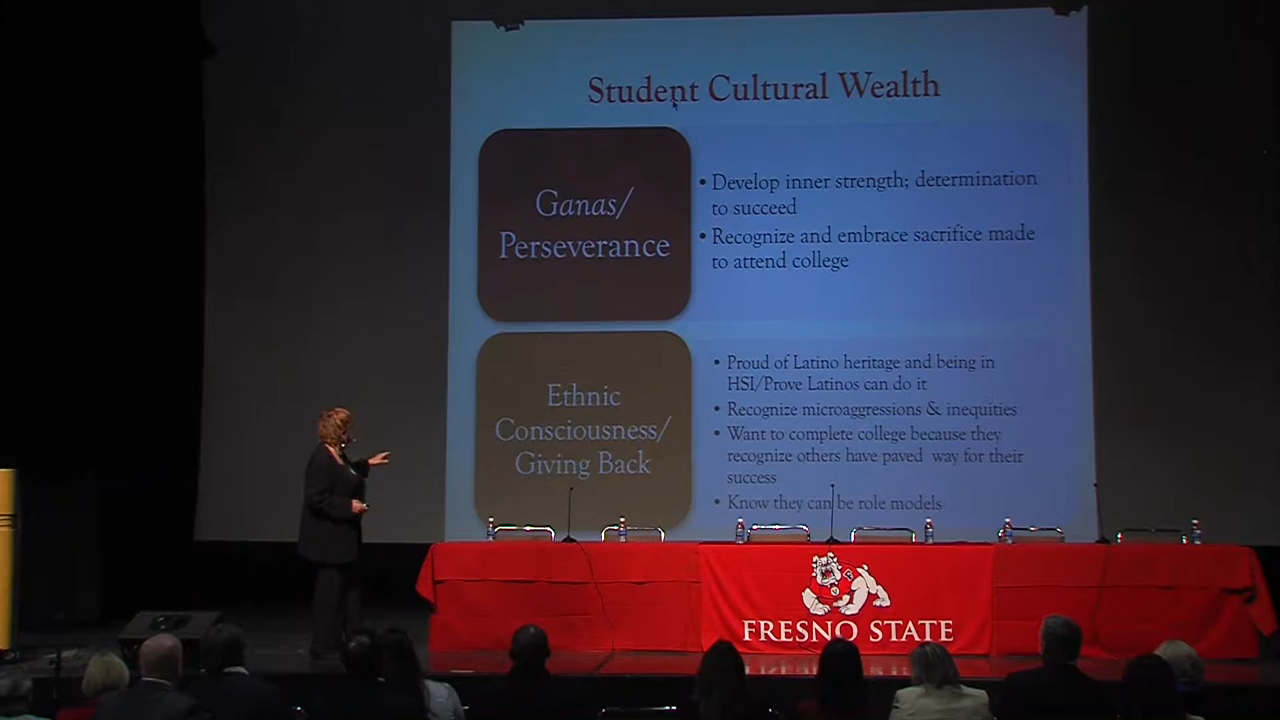 Student Cultural Wealth
Ganas/
Perseverance
• Develop inner strength; determination
to succeed
• Recognize and embrace sacrifice made
to attend college
Ethnic
Consciousness/
Giving Back
• Proud of Latino heritage and being in
HSI/Prove Latinos can do it
• Recognize microaggressions & inequities
• Want to complete college because they
recognize others have paved way for their
success
• Know they can be role models
FRESNO STATE